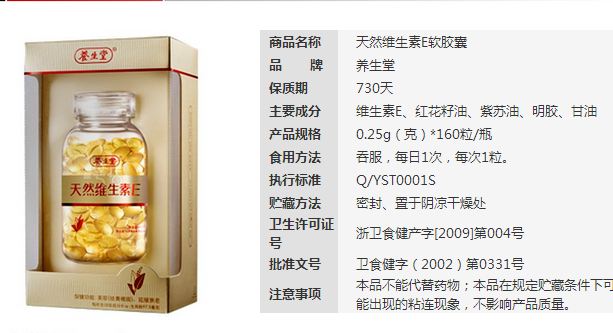 养生堂
养生堂
天然维生素E
商品名称 天然维生素E软胶囊
品 牌 养生堂
保质期 730天
主要成分 维生素E、红花籽油、紫苏油、明胶、甘油
产品规格 0.25g（克）*160粒/瓶
食用方法 吞服，每日1次，每次1粒。
执行标准 Q/YST0001S
贮藏方法 密封、置于阴凉干燥处
卫生许可证
号 浙卫食健产字[2009]第004号
批准文号 卫食健字（2002）第0331号
注意事项 本品不能代替药物；本品在规定贮藏条件下可
能出现的粘连现象，不影响产品质量。